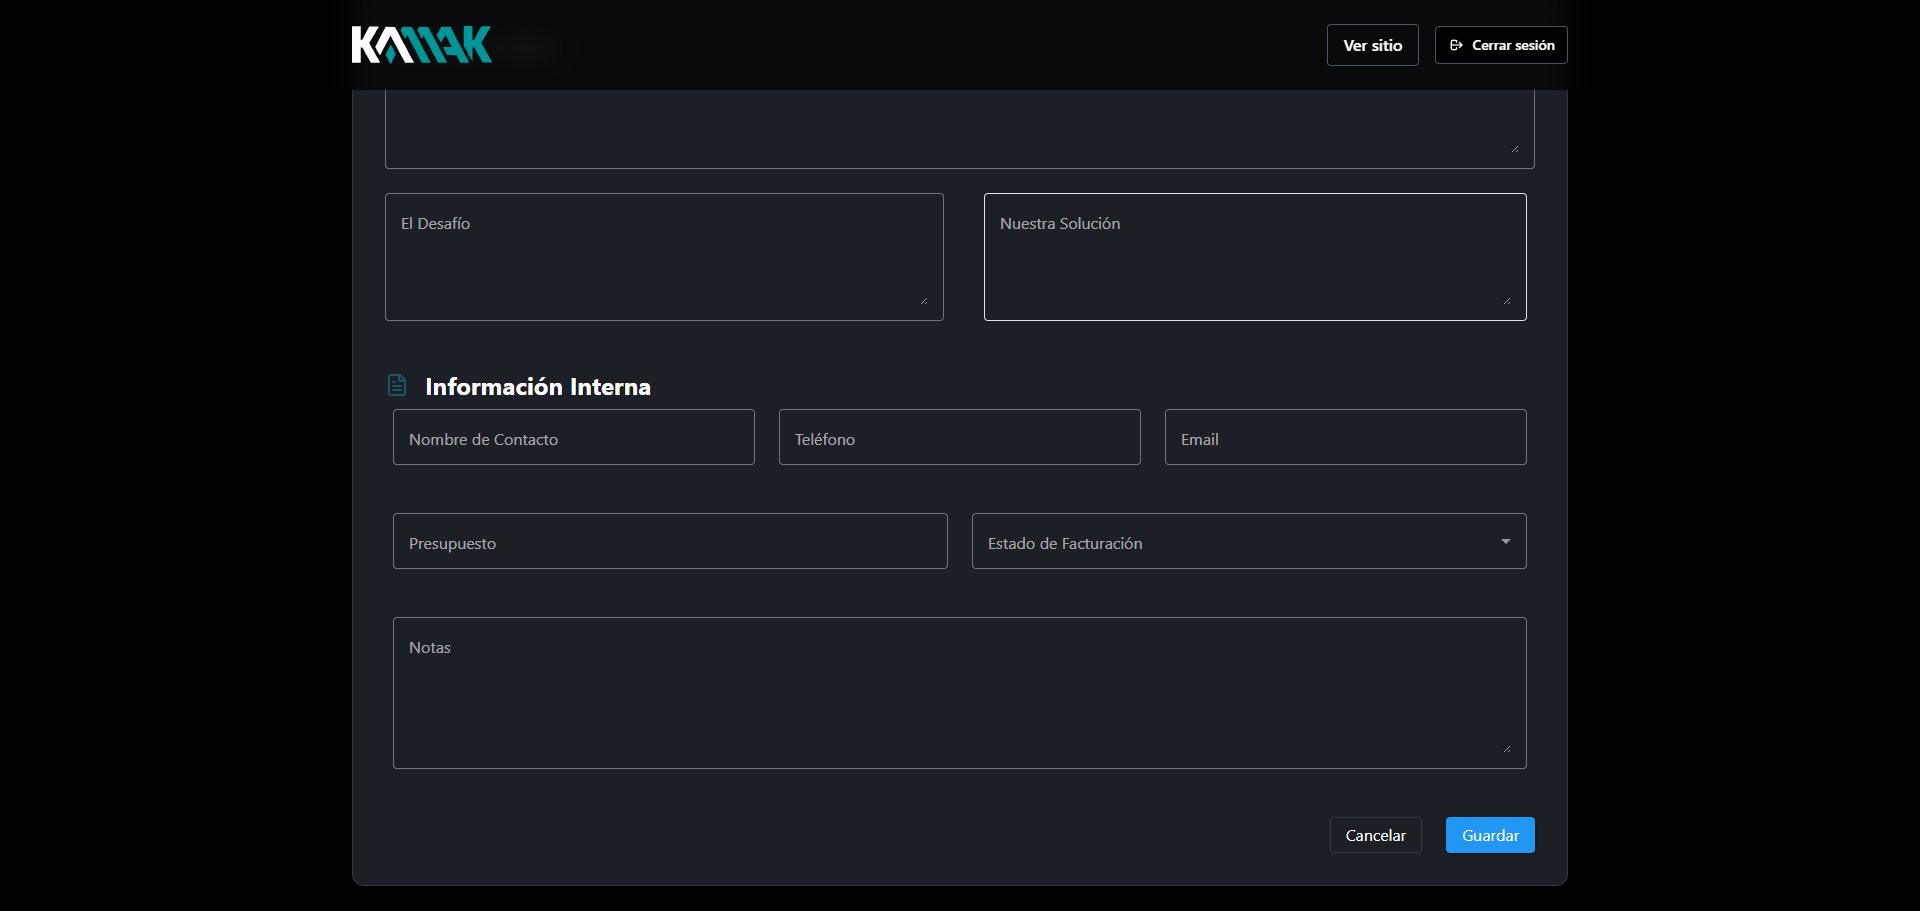 KAMAK
Ver sitio
Cerrar sesión
El Desafío
Nuestra Solución
Información Interna
Nombre de Contacto
Teléfono
Email
Presupuesto
Estado de Facturación
Notas
Cancelar
Guardar